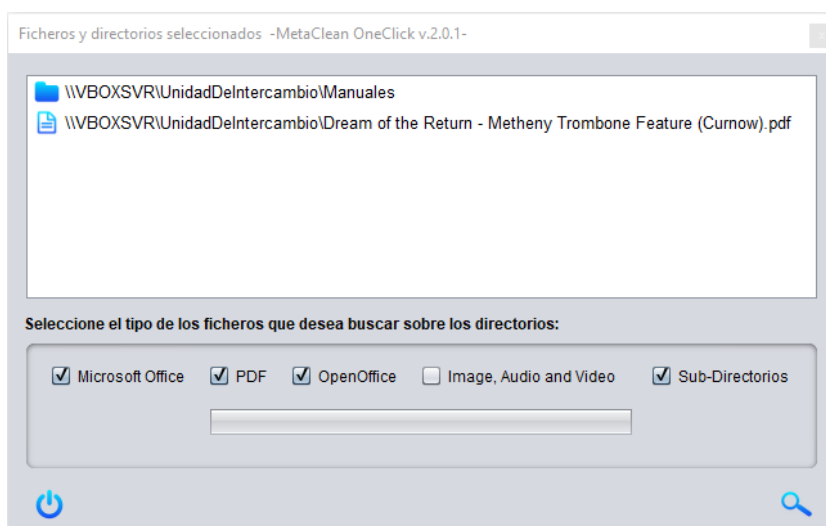 Ficheros y directorios seleccionados -MetaClean OneClick v.2.0.1-
\\VBOXSVR\UnidadDeIntercambio\Manuales
\\VBOXSVR\UnidadDeIntercambio\Dream of the Return - Metheny Trombone Feature (Curnow).pdf
Seleccione el tipo de los ficheros que desea buscar sobre los directorios:
Microsoft Office PDF OpenOffice Image, Audio and Video Sub-Directorios